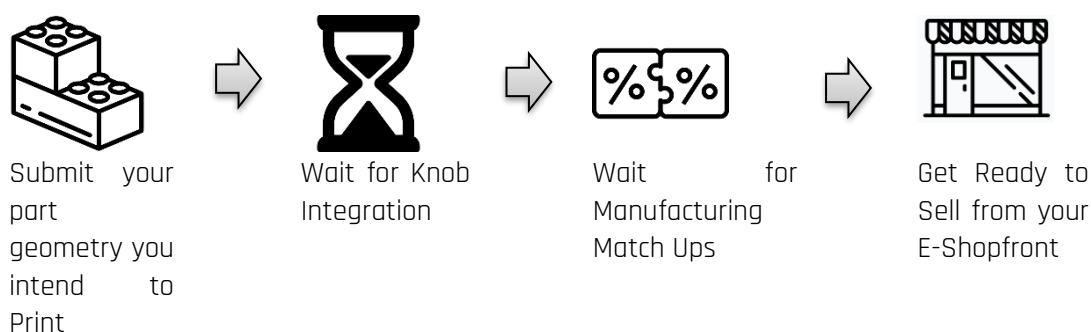 % %
Submit your
part
geometry you
intend to
Print
Wait for Knob
Integration
Wait for
Manufacturing
Match Ups
Get Ready to
Sell from your
E-Shopfront